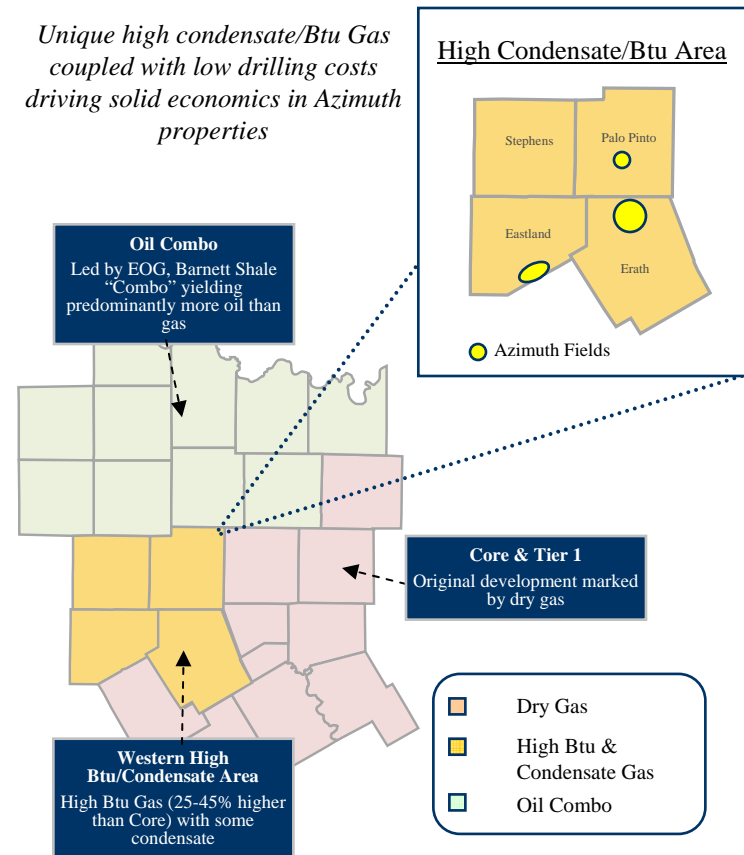 Unique high condensate/Btu Gas
coupled with low drilling costs
driving solid economics in Azimuth
properties
High Condensate/Btu Area
Stephens
Palo Pinto
Eastland
Erath
Azimuth Fields
Oil Combo
Led by EOG, Barnett Shale
“Combo” yielding
predominantly more oil than
gas
Core & Tier 1
Original development marked
by dry gas
Western High
Btu/Condensate Area
High Btu Gas (25-45% higher
than Core) with some
condensate
Dry Gas
High Btu &
Condensate Gas
Oil Combo